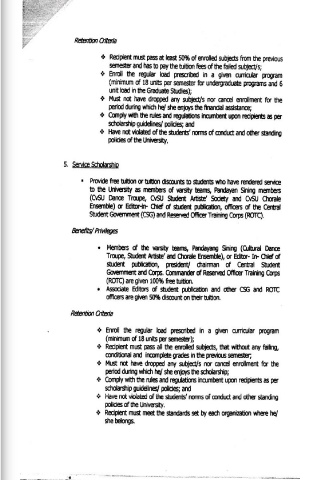 Retention Criteria
❖ Recipient must pass at least 50% of enrolled subjects from the previous
semester and has to pay the tuition fees of the failed subject/s;
❖ Enroll the regular load prescribed in a given curricular program
(minimum of 18 units per semester for undergraduate programs and 6
unit load in the Graduate Studies);
❖ Must not have dropped any subject/s nor cancel enrollment for the
period during which he/ she enjoys the financial assistance;
❖ Comply with the rules and regulations incumbent upon recipients as per
scholarship guidelines/ policies; and
❖ Have not violated of the students' norms of conduct and other standing
policies of the University.
5. Service Scholarship
▪ Provide free tuition or tuition discounts to students who have rendered service
to the University as members of varsity teams, Pandayan Sining members
(CvSU Dance Troupe, CvSU Student Artists' Society and CvSU Chorale
Ensemble) or Editor-in- Chief of student publication, officers of the Central
Student Government (CSG) and Reserved Officer Training Corps (ROTC).
Benefits/ Privileges
• Members of the varsity teams, Pandayang Sining (Cultural Dance
Troupe, Student Artists' and Chorale Ensemble), or Editor- In- Chief of
student publication, president/ chairman of Central Student
Government and Corps. Commander of Reserved Officer Training Corps
(ROTC) are given 100% free tuition.
• Associate Editors of student publication and other CSG and ROTC
officers are given 50% discount on their tuition.
Retention Criteria
❖ Enroll the regular load prescribed in a given curricular program
(minimum of 18 units per semester);
❖ Recipient must pass all the enrolled subjects, that without any failing,
conditional and incomplete grades in the previous semester;
❖ Must not have dropped any subject/s nor cancel enrollment for the
period during which he/ she enjoys the scholarship;
❖ Comply with the rules and regulations incumbent upon recipients as per
scholarship guidelines/ policies; and
❖ Have not violated of the students' norms of conduct and other standing
policies of the University.
❖ Recipient must meet the standards set by each organization where he/
she belongs.